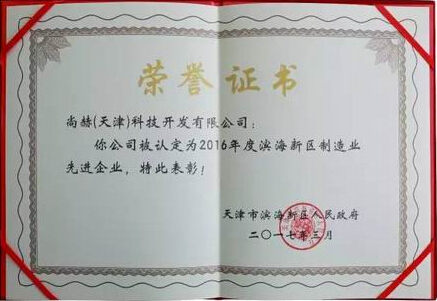 荣誉证书
尚赫(天津)科技开发有限公司：
你公司被认定为2016年度滨海新区制造业
先进企业，特此表彰！
天津市滨海新区人民政府
二〇一七年三月